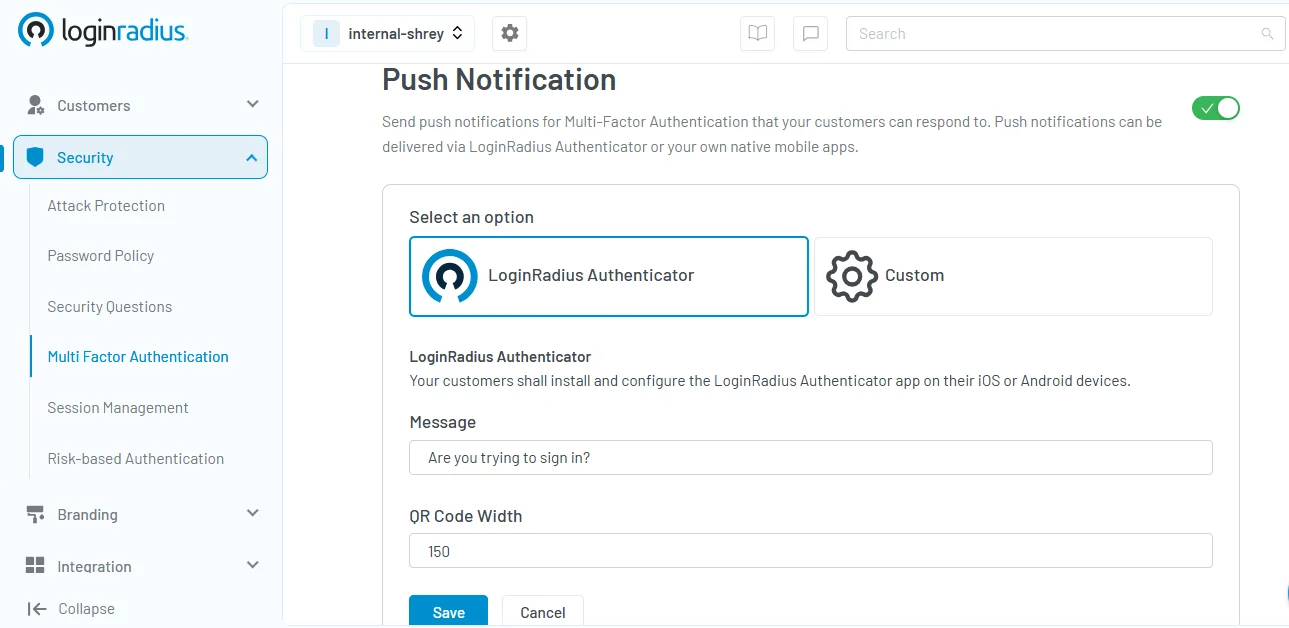 loginradius
Customers
Security
Attack Protection
Password Policy
Security Questions
Multi Factor Authentication
Session Management
Risk-based Authentication
Branding
Integration
Collapse
I internal-shrey
Search
Push Notification
Send push notifications for Multi-Factor Authentication that your customers can respond to. Push notifications can be
delivered via LoginRadius Authenticator or your own native mobile apps.
Select an option
LoginRadius Authenticator
Custom
LoginRadius Authenticator
Your customers shall install and configure the LoginRadius Authenticator app on their iOS or Android devices.
Message
Are you trying to sign in?
QR Code Width
150
Save Cancel